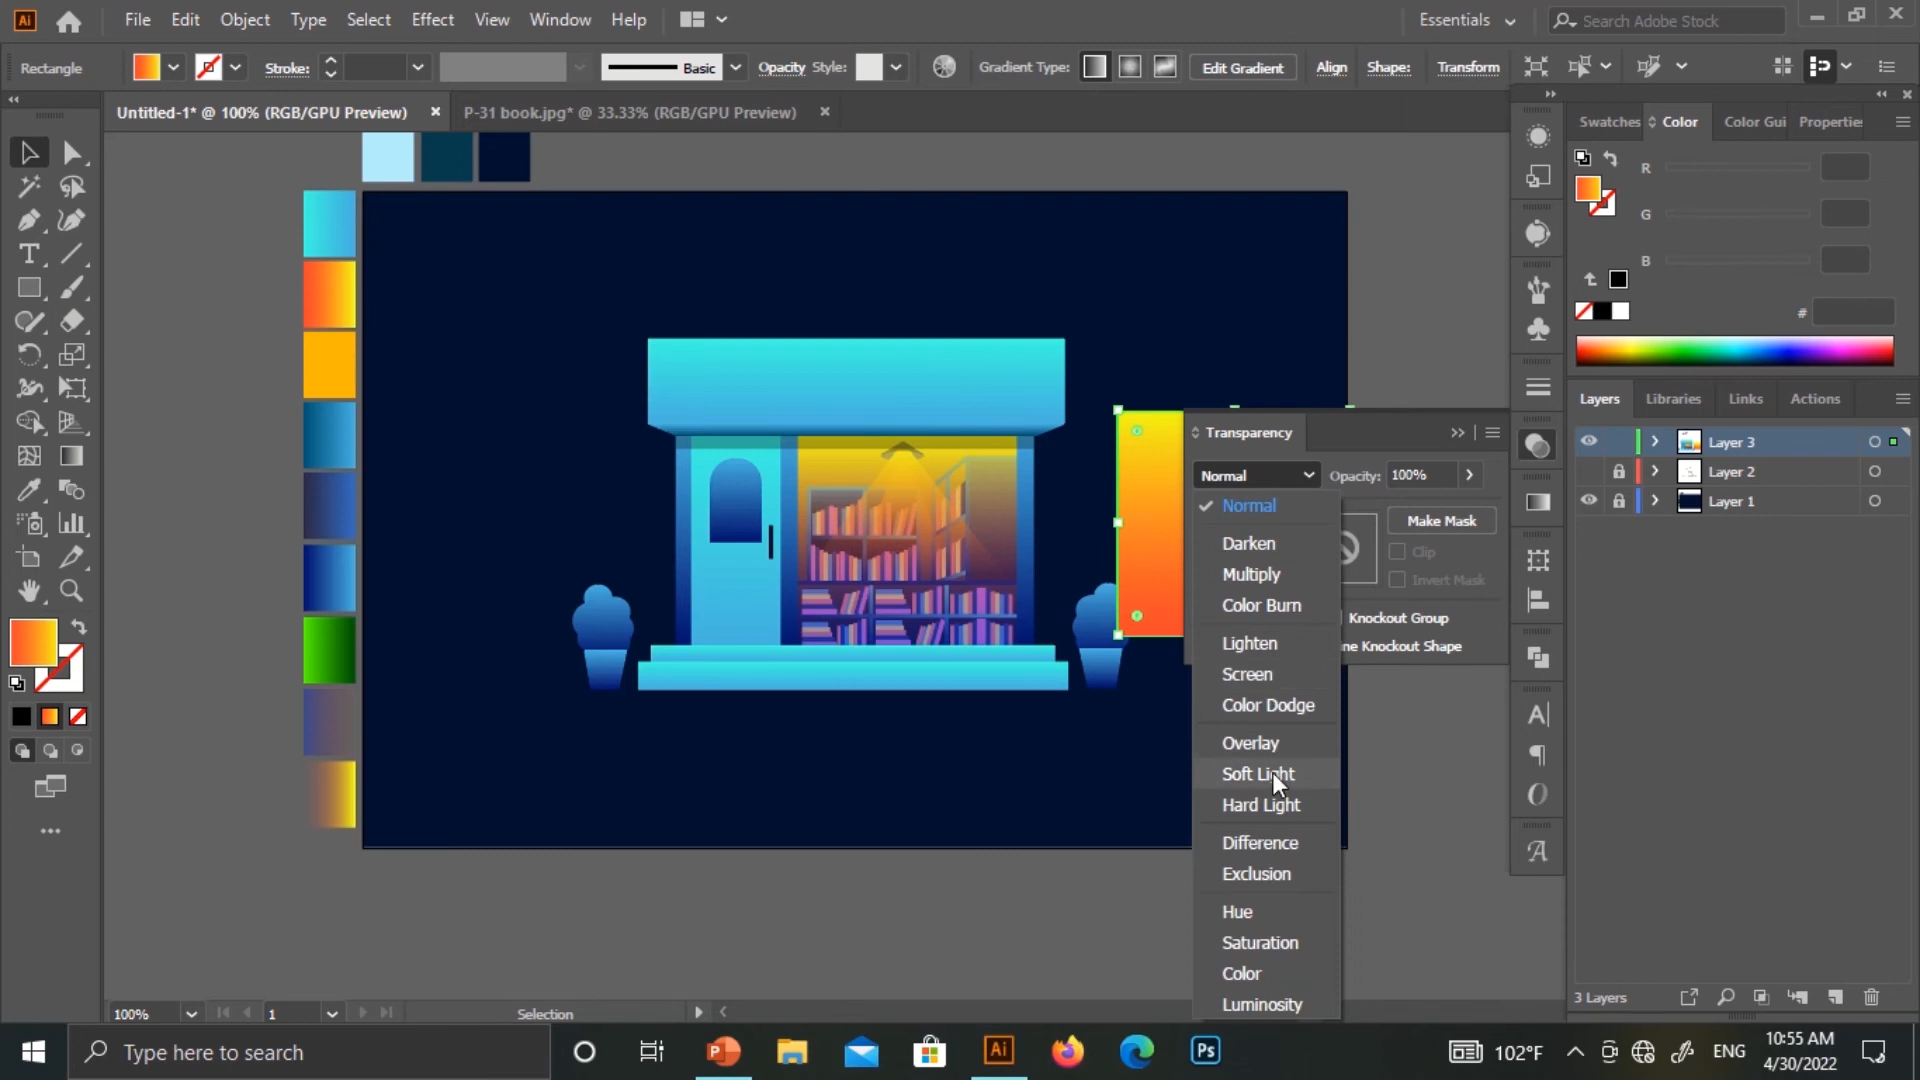 Ai File Edit Object Type Select Effect View Window Help Essentials Search Adobe Stock
Rectangle Stroke: Basic Opacity Style: Gradient Type: Edit Gradient Align Shape: Transform
Untitled-1* @ 100% (RGB/GPU Preview) × P-31 book.jpg* @ 33.33% (RGB/GPU Preview) ×
Swatches Color Color Gui Propertie
R
G
B
#
Layers Libraries Links Actions
Layer 3
Layer 2
Layer 1
Transparency
Normal Opacity: 100%
Normal
Make Mask
Darken
Clip
Multiply
Invert Mask
Color Burn
Knockout Group
Lighten
ne Knockout Shape
Screen
Color Dodge
Overlay
Soft Light
Hard Light
Difference
Exclusion
Hue
Saturation
Color
Luminosity
3 Layers
100% 1 Selection
Type here to search
P Ai Ps
102°F ENG
10:55 AM
4/30/2022